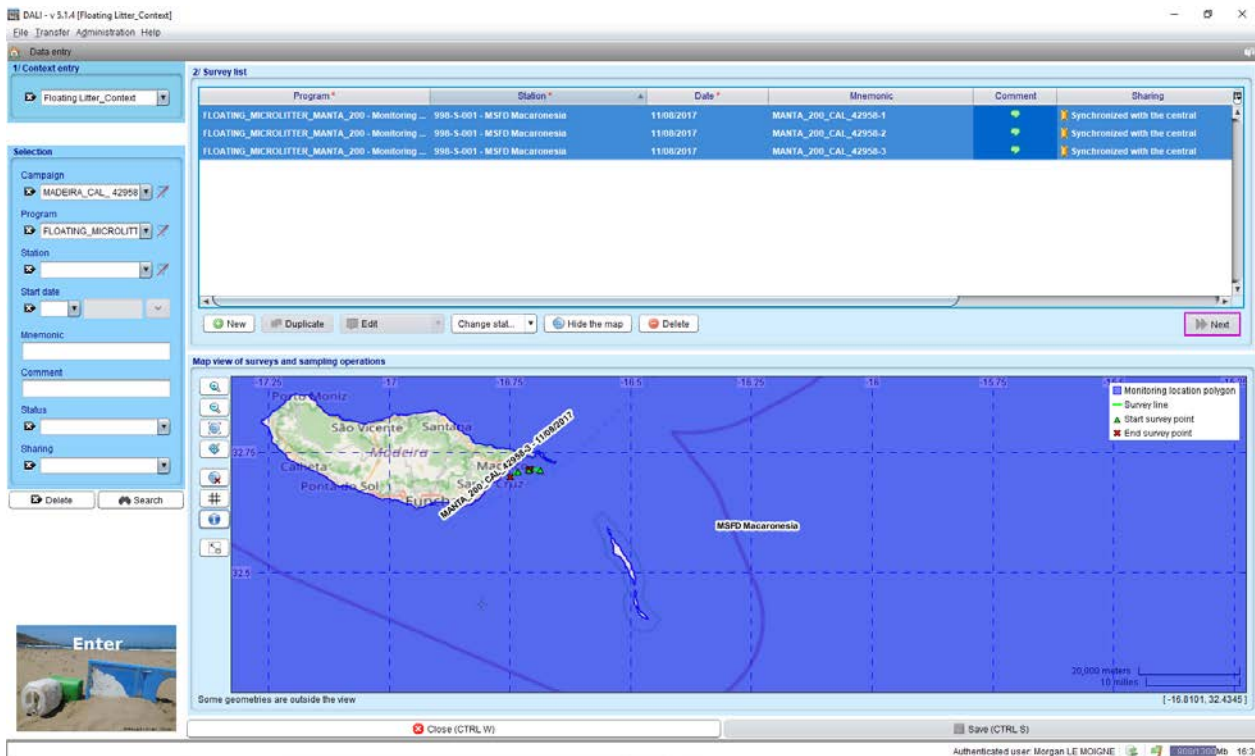 DALI - v 5.1.4 [Floating Litter_Context]
File Transfer Administration Help
Data entry
1/ Context entry
Floating Litter_Context
Selection
Campaign
MADEIRA_CAL_ 42958
Program
FLOATING_MICROLITT
Station
Start date
Mnemonic
Comment
Status
Sharing
Delete Search
Enter
2/ Survey list
Program * Station * Date * Mnemonic Comment Sharing
FLOATING_MICROLITTER_MANTA_200 - Monitoring ... 998-S-001 - MSFD Macaronesia 11/08/2017 MANTA_200_CAL_42958-1 Synchronized with the central
FLOATING_MICROLITTER_MANTA_200 - Monitoring ... 998-S-001 - MSFD Macaronesia 11/08/2017 MANTA_200_CAL_42958-2 Synchronized with the central
FLOATING_MICROLITTER_MANTA_200 - Monitoring ... 998-S-001 - MSFD Macaronesia 11/08/2017 MANTA_200_CAL_42958-3 Synchronized with the central
New Duplicate Edit Change stat... Hide the map Delete Next
Map view of surveys and sampling operations
-17.25 -17 -16.75 -16.5 -16.25 -16 -15.75
Monitoring location polygon
Survey line
Start survey point
End survey point
Porto Moniz
São Vicente Santana
32.75
Madeira
Calheta
Ponta do Sol
MANTA_200_CAL_42958-3 - 11/08/2017
MSFD Macaronesia
32.5
20,000 meters
10 miles
Some geometries are outside the view
[-16.8101, 32.4345]
Close (CTRL W) Save (CTRL S)
Authenticated user: Morgan LE MOIGNE